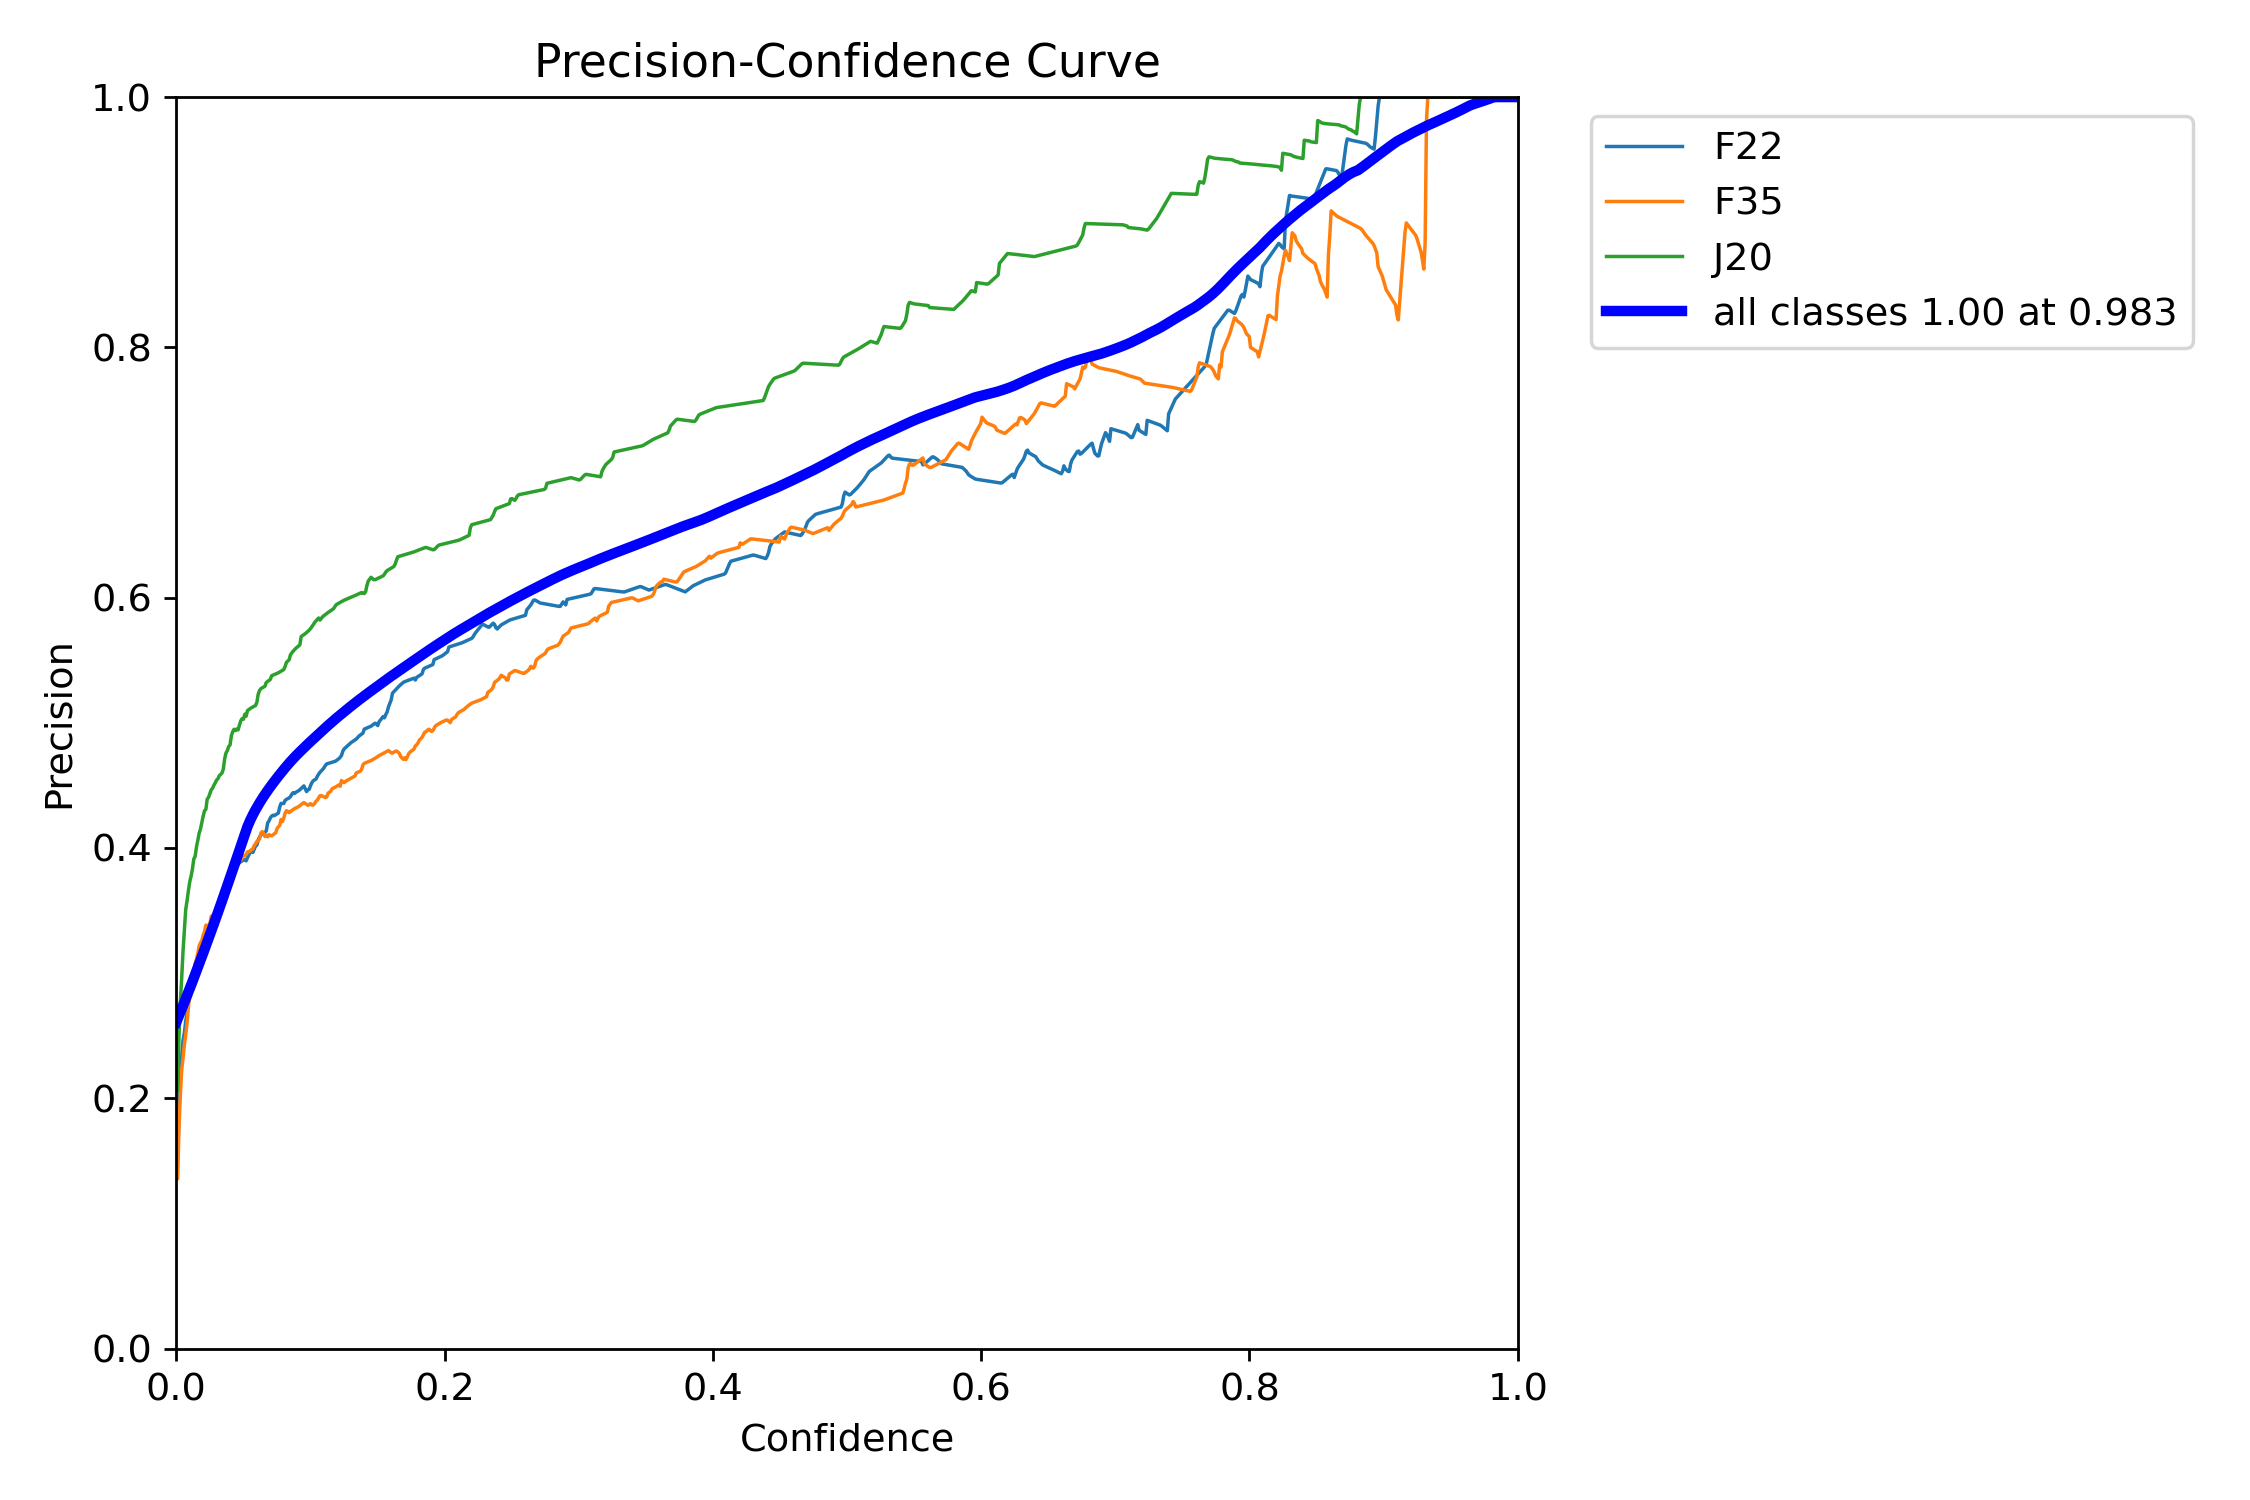 Precision-Confidence Curve
1.0
0.8
0.6
0.4
0.2
0.0
Precision
0.0 0.2 0.4 0.6 0.8 1.0
Confidence
F22
F35
J20
all classes 1.00 at 0.983